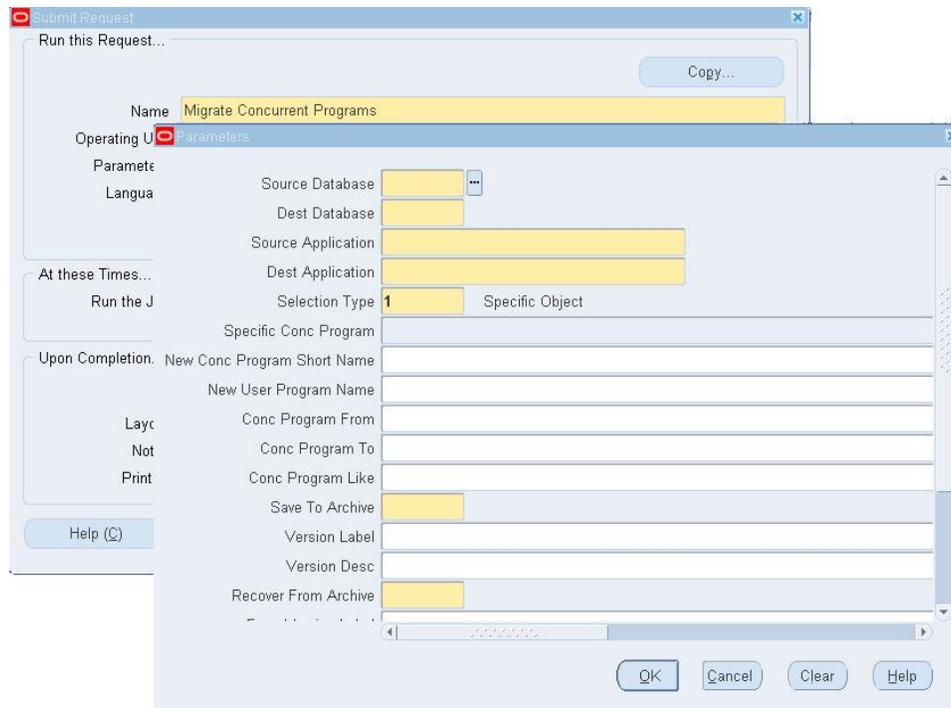 Submit Request
Run this Request...
Copy...
Name Migrate Concurrent Programs
Operating U
Paramete
Langua
At these Times...
Run the J
Upon Completion.
Layo
Not
Print
Help (C)
Parameters
Source Database
Dest Database
Source Application
Dest Application
Selection Type 1 Specific Object
Specific Conc Program
New Conc Program Short Name
New User Program Name
Conc Program From
Conc Program To
Conc Program Like
Save To Archive
Version Label
Version Desc
Recover From Archive
OK Cancel Clear Help